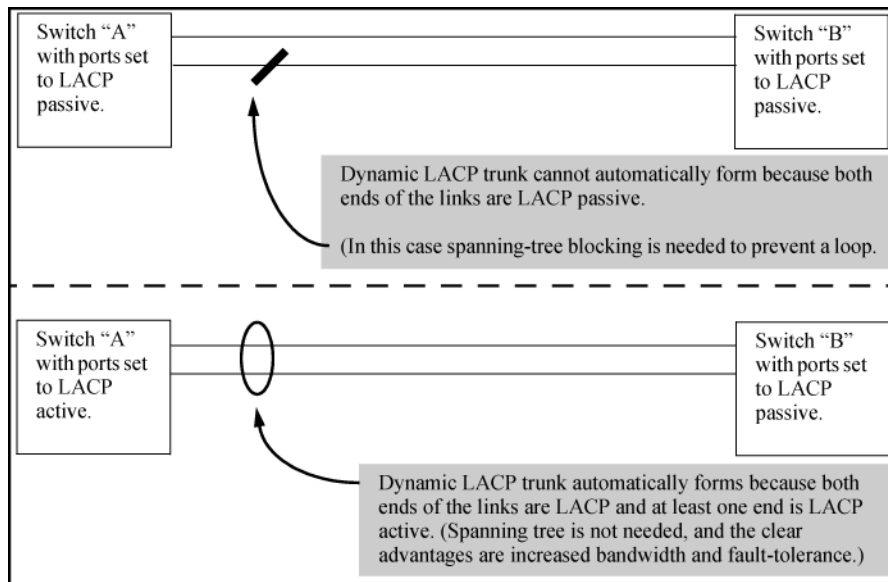 Switch “A”
with ports set
to LACP
passive.
Switch “B”
with ports set
to LACP
passive.
Dynamic LACP trunk cannot automatically form because both
ends of the links are LACP passive.
(In this case spanning-tree blocking is needed to prevent a loop.
Switch “A”
with ports set
to LACP
active.
Switch “B”
with ports set
to LACP
passive.
Dynamic LACP trunk automatically forms because both
ends of the links are LACP and at least one end is LACP
active. (Spanning tree is not needed, and the clear
advantages are increased bandwidth and fault-tolerance.)